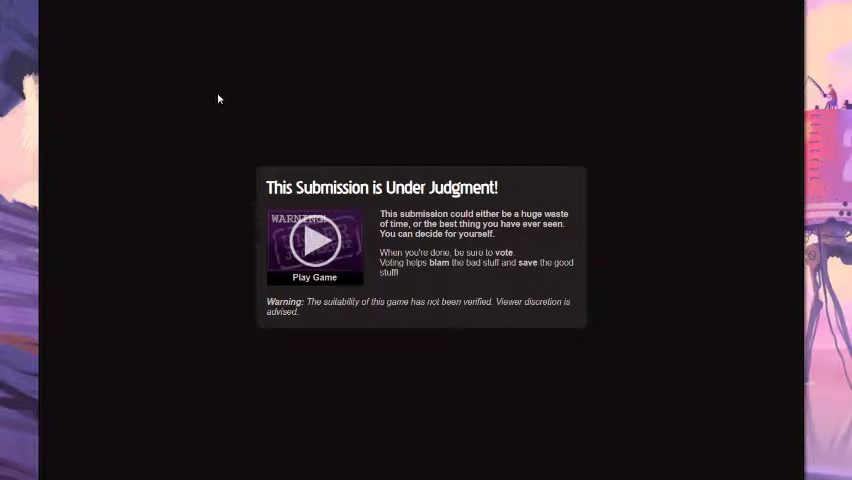 This Submission is Under Judgment!
WARNING!
UNDER
JUDGMENT
Play Game
This submission could either be a huge waste
of time, or the best thing you have ever seen.
You can decide for yourself.
When you're done, be sure to vote.
Voting helps blam the bad stuff and save the good
stuff!
Warning: The suitability of this game has not been verified. Viewer discretion is
advised.